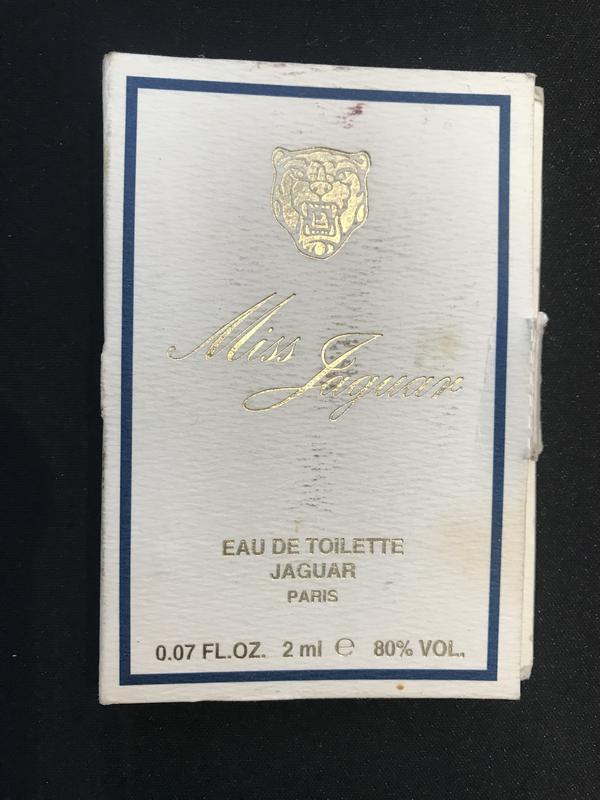 Miss Jaguar
EAU DE TOILETTE
JAGUAR
PARIS
0.07 FL.OZ. 2 ml ℮ 80% VOL.